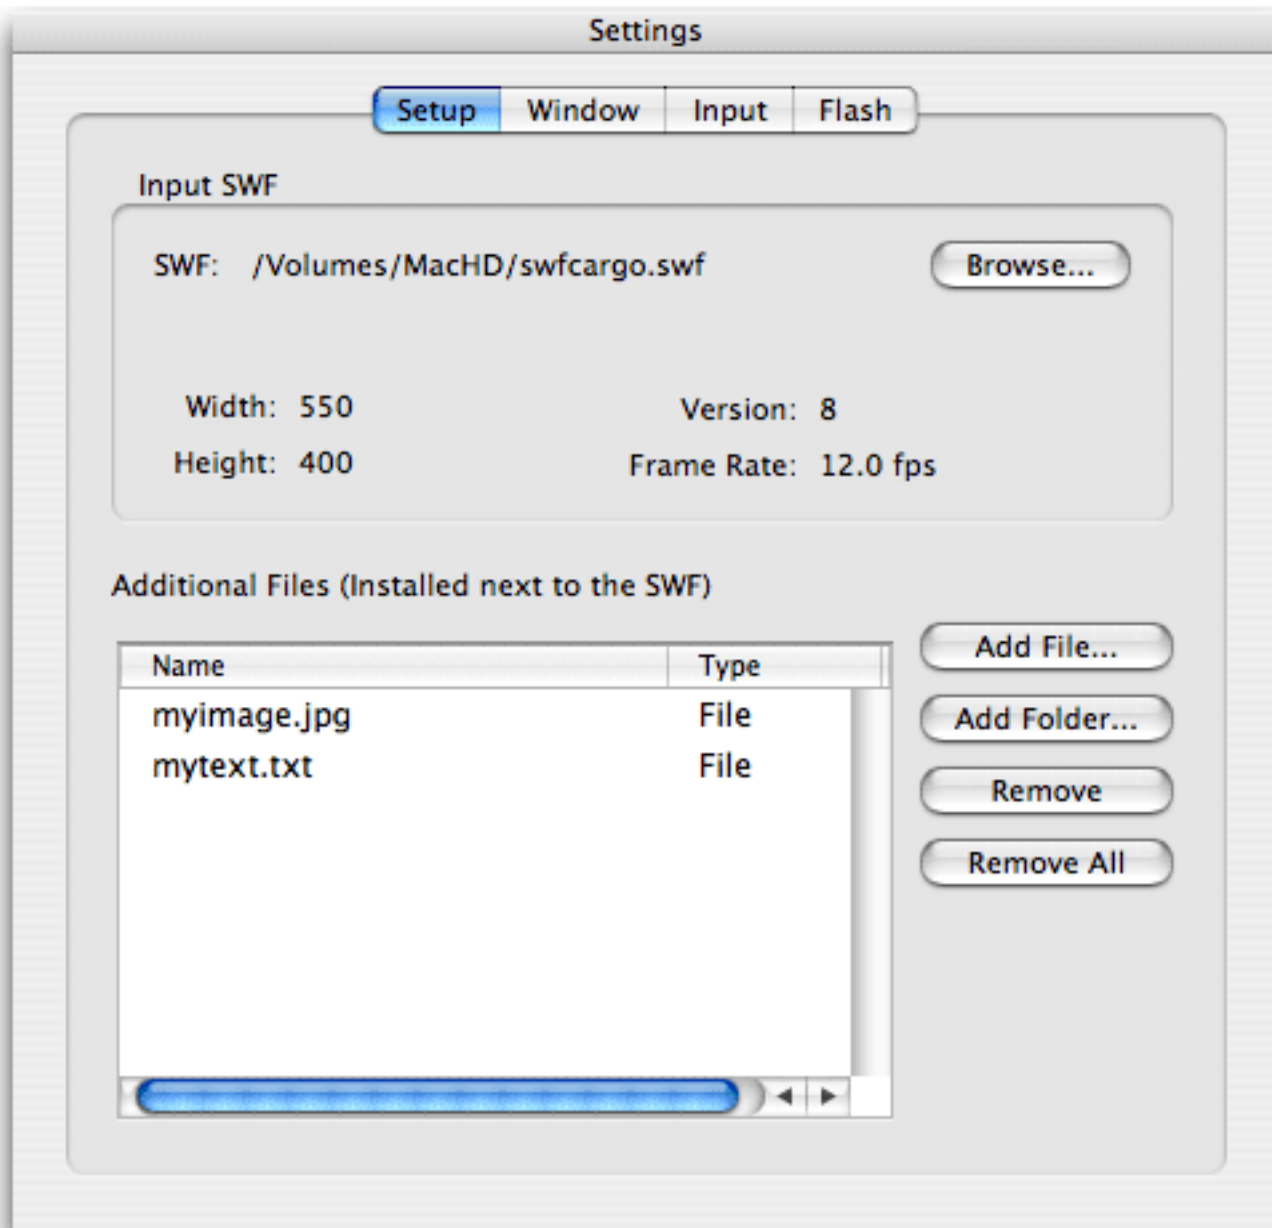 Settings
Setup Window Input Flash
Input SWF
SWF: /Volumes/MacHD/swfcargo.swf Browse...
Width: 550 Version: 8
Height: 400 Frame Rate: 12.0 fps
Additional Files (Installed next to the SWF)
Name Type
myimage.jpg File
mytext.txt File
Add File...
Add Folder...
Remove
Remove All